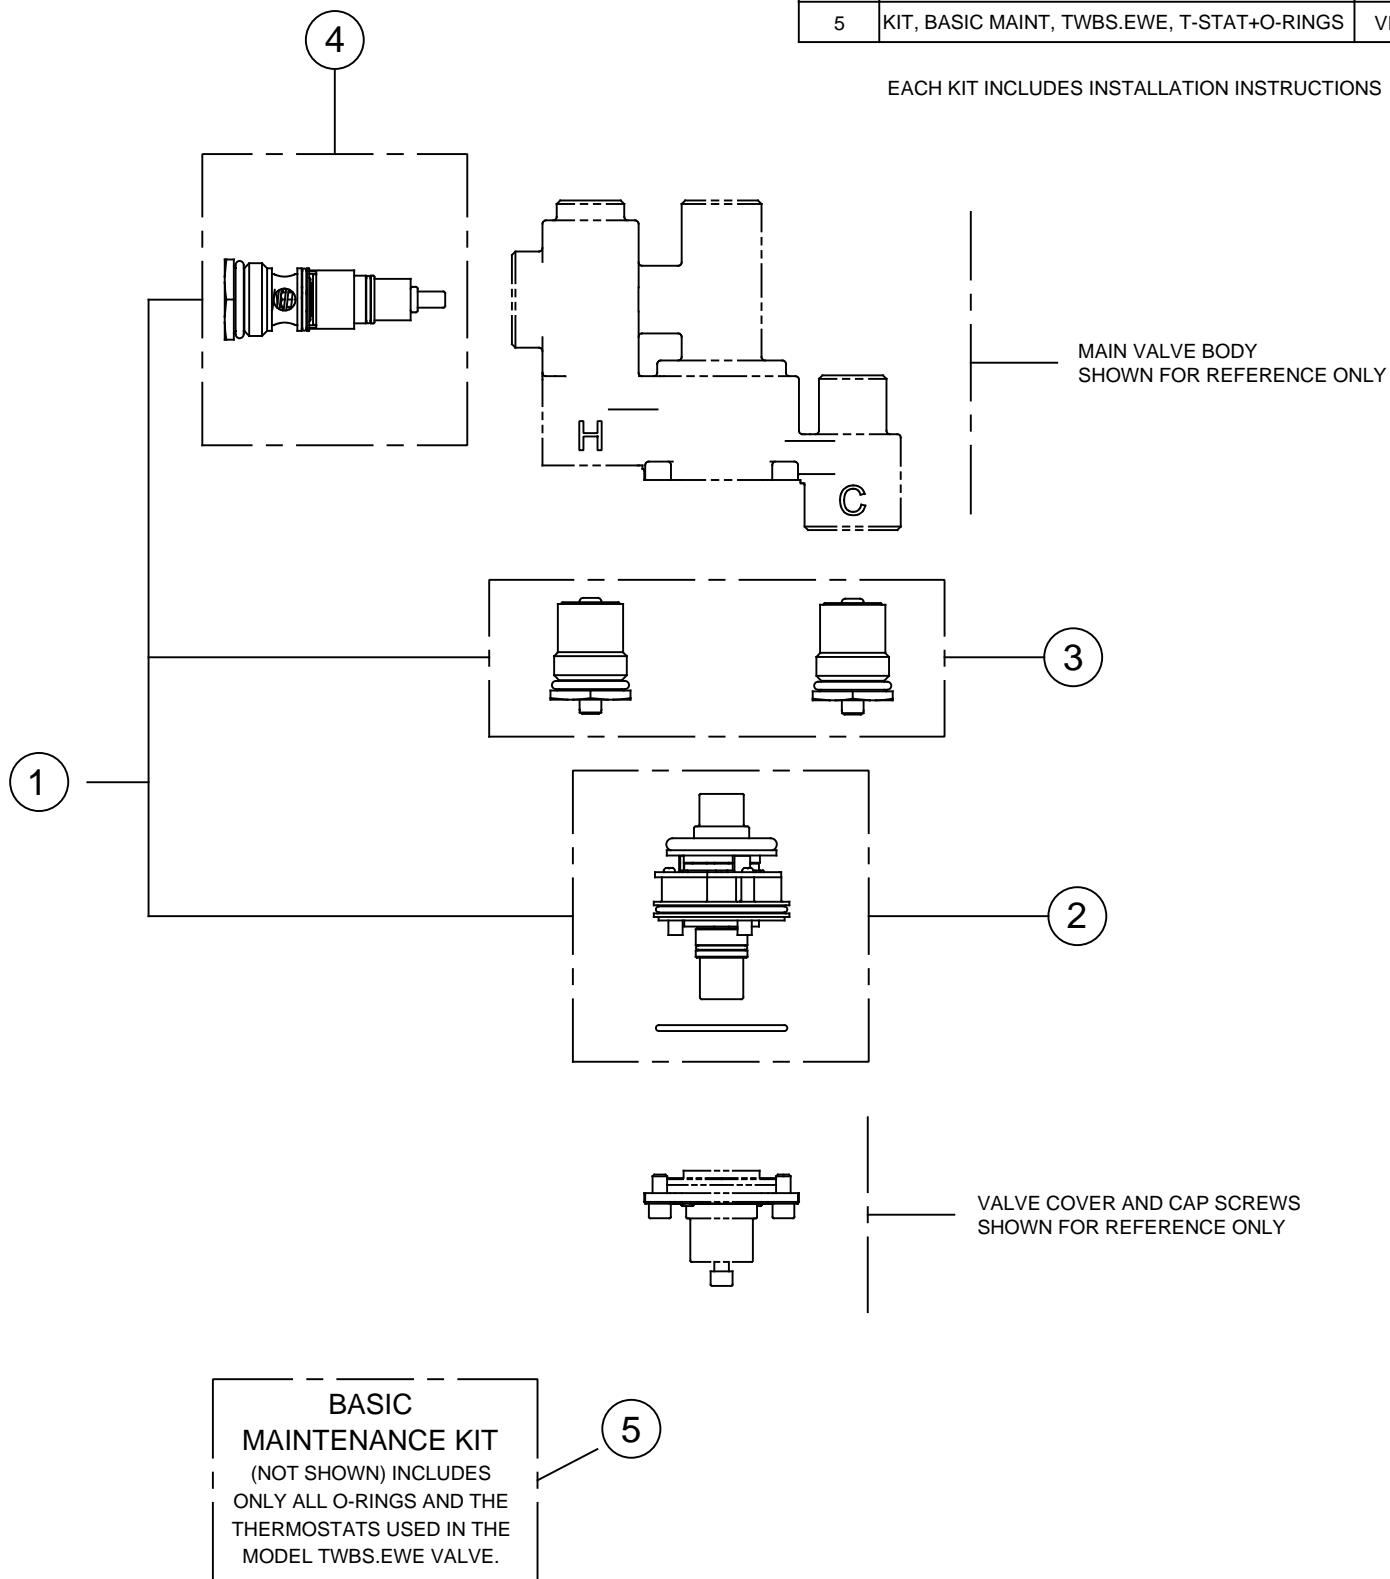 5 KIT, BASIC MAINT, TWBS.EWE, T-STAT+O-RINGS
EACH KIT INCLUDES INSTALLATION INSTRUCTIONS
4
MAIN VALVE BODY
SHOWN FOR REFERENCE ONLY
H
C
3
1
2
VALVE COVER AND CAP SCREWS
SHOWN FOR REFERENCE ONLY
BASIC
MAINTENANCE KIT
(NOT SHOWN) INCLUDES
ONLY ALL O-RINGS AND THE
THERMOSTATS USED IN THE
MODEL TWBS.EWE VALVE.
5